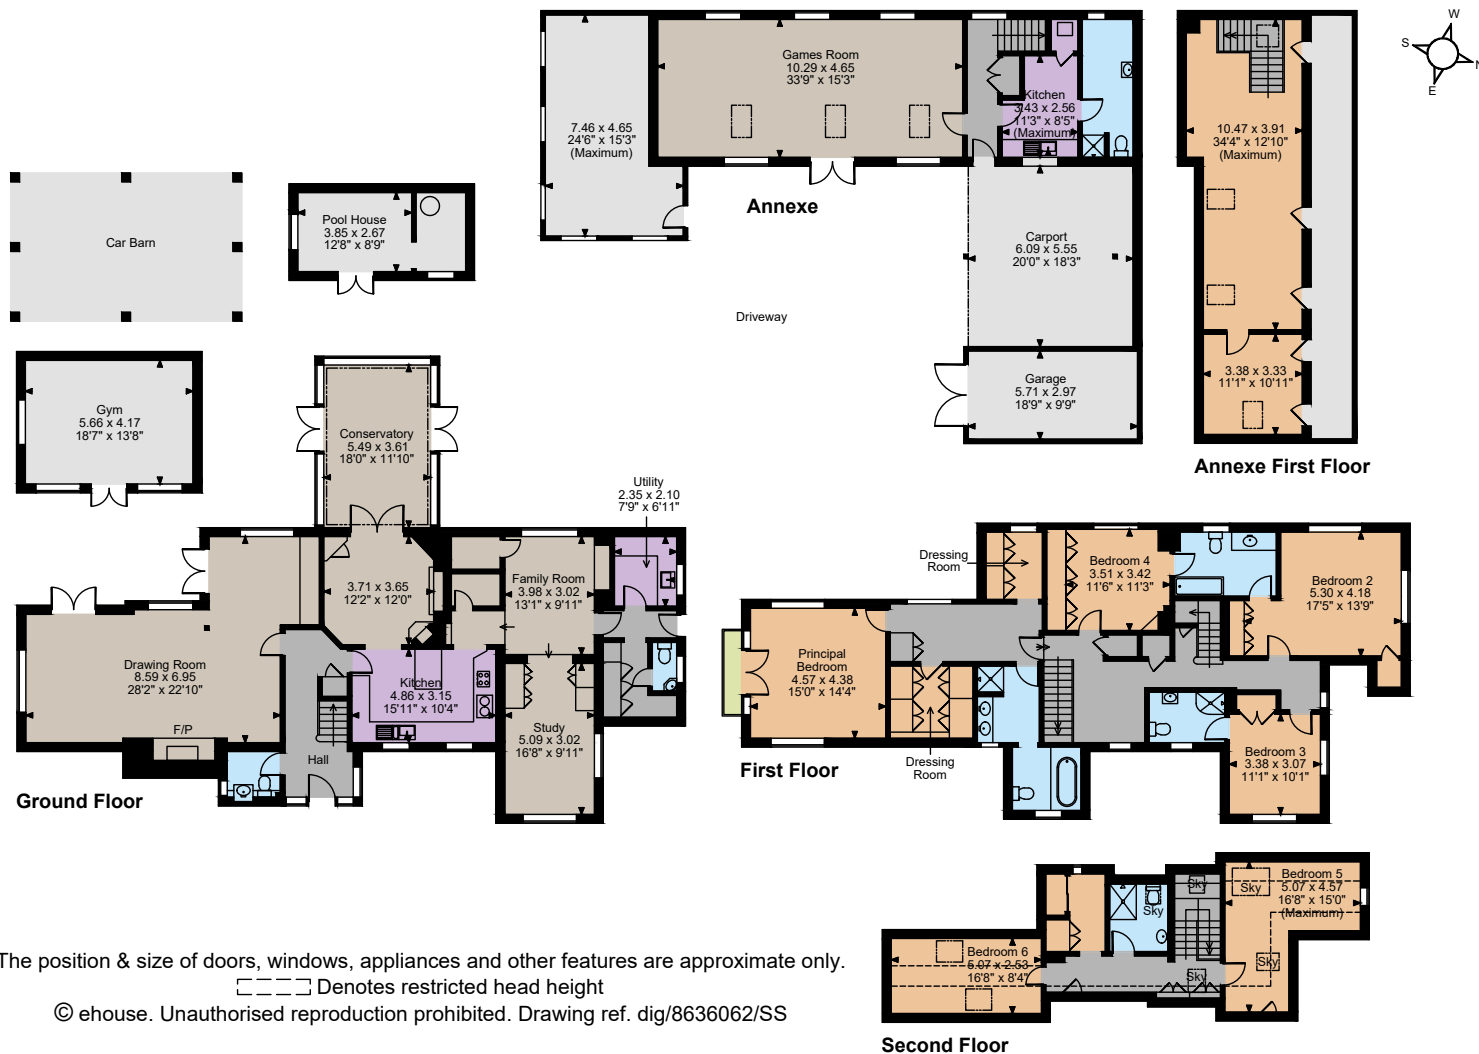 Games Room
10.29 x 4.65
33'9" x 15'3"
Kitchen
3.43 x 2.56
11'3" x 8'5"
(Maximum)
7.46 x 4.65
24'6" x 15'3"
(Maximum)
Annexe
10.47 x 3.91
34'4" x 12'10"
(Maximum)
W
S
N
E
Car Barn
Pool House
3.85 x 2.67
12'8" x 8'9"
Carport
6.09 x 5.55
20'0" x 18'3"
Driveway
Garage
5.71 x 2.97
18'9" x 9'9"
3.38 x 3.33
11'1" x 10'11"
Annexe First Floor
Gym
5.66 x 4.17
18'7" x 13'8"
Conservatory
5.49 x 3.61
18'0" x 11'10"
Utility
2.35 x 2.10
7'9" x 6'11"
3.71 x 3.65
12'2" x 12'0"
Family Room
3.98 x 3.02
13'1" x 9'11"
Drawing Room
8.59 x 6.95
28'2" x 22'10"
F/P
Kitchen
4.86 x 3.15
15'11" x 10'4"
Study
5.09 x 3.02
16'8" x 9'11"
Hall
Ground Floor
Dressing
Room
Bedroom 4
3.51 x 3.42
11'6" x 11'3"
Bedroom 2
5.30 x 4.18
17'5" x 13'9"
Principal
Bedroom
4.57 x 4.38
15'0" x 14'4"
Dressing
Room
Bedroom 3
3.38 x 3.07
11'1" x 10'1"
First Floor
Sky
Sky
Sky
Bedroom 5
5.07 x 4.57
16'8" x 15'0"
(Maximum)
Bedroom 6
5.07 x 2.53
16'8" x 8'4"
Sky
Sky
Second Floor
The position & size of doors, windows, appliances and other features are approximate only.
Denotes restricted head height
© ehouse. Unauthorised reproduction prohibited. Drawing ref. dig/8636062/SS